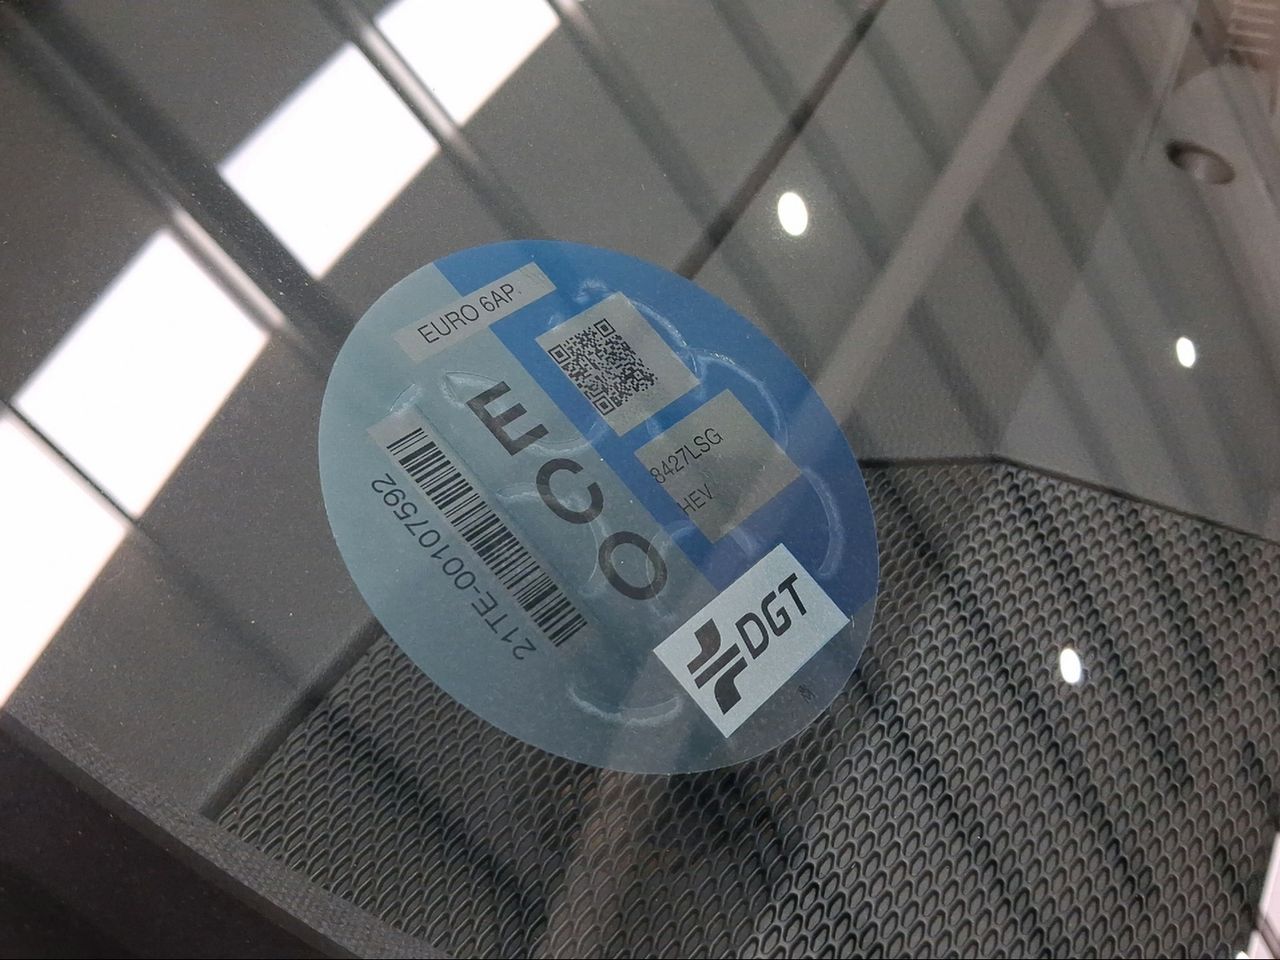 EURO 6AP.
ECO
8427LSG
HEV
21TE-00107592
DGT